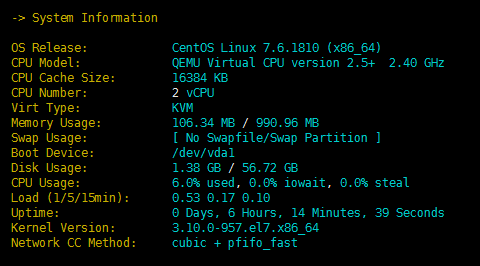 -> System Information
OS Release: CentOS Linux 7.6.1810 (x86_64)
CPU Model: QEMU Virtual CPU version 2.5+ 2.40 GHz
CPU Cache Size: 16384 KB
CPU Number: 2 vCPU
Virt Type: KVM
Memory Usage: 106.34 MB / 990.96 MB
Swap Usage: [ No Swapfile/Swap Partition ]
Boot Device: /dev/vda1
Disk Usage: 1.38 GB / 56.72 GB
CPU Usage: 6.0% used, 0.0% iowait, 0.0% steal
Load (1/5/15min): 0.53 0.17 0.10
Uptime: 0 Days, 6 Hours, 14 Minutes, 39 Seconds
Kernel Version: 3.10.0-957.el7.x86_64
Network CC Method: cubic + pfifo_fast